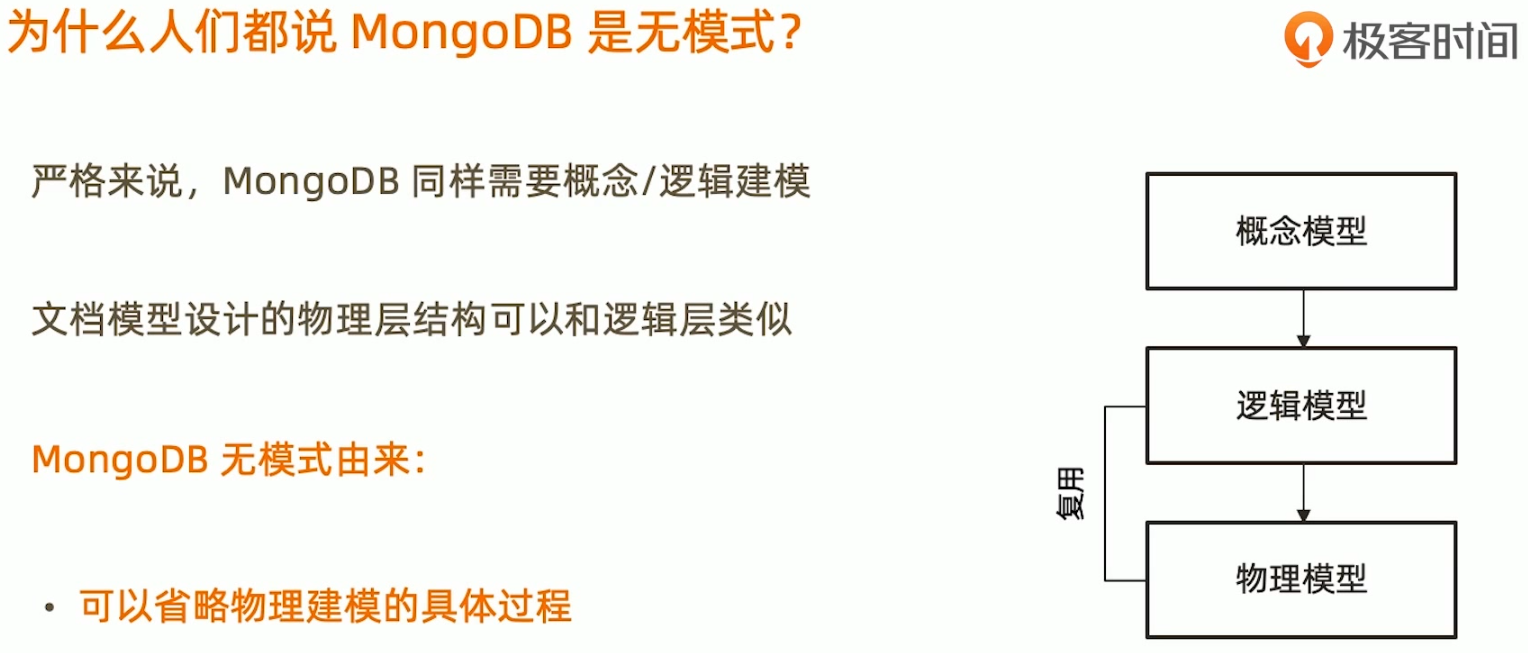 为什么人们都说 MongoDB 是无模式？
极客时间
严格来说，MongoDB 同样需要概念/逻辑建模
文档模型设计的物理层结构可以和逻辑层类似
MongoDB 无模式由来：
• 可以省略物理建模的具体过程
概念模型
逻辑模型
复用
物理模型